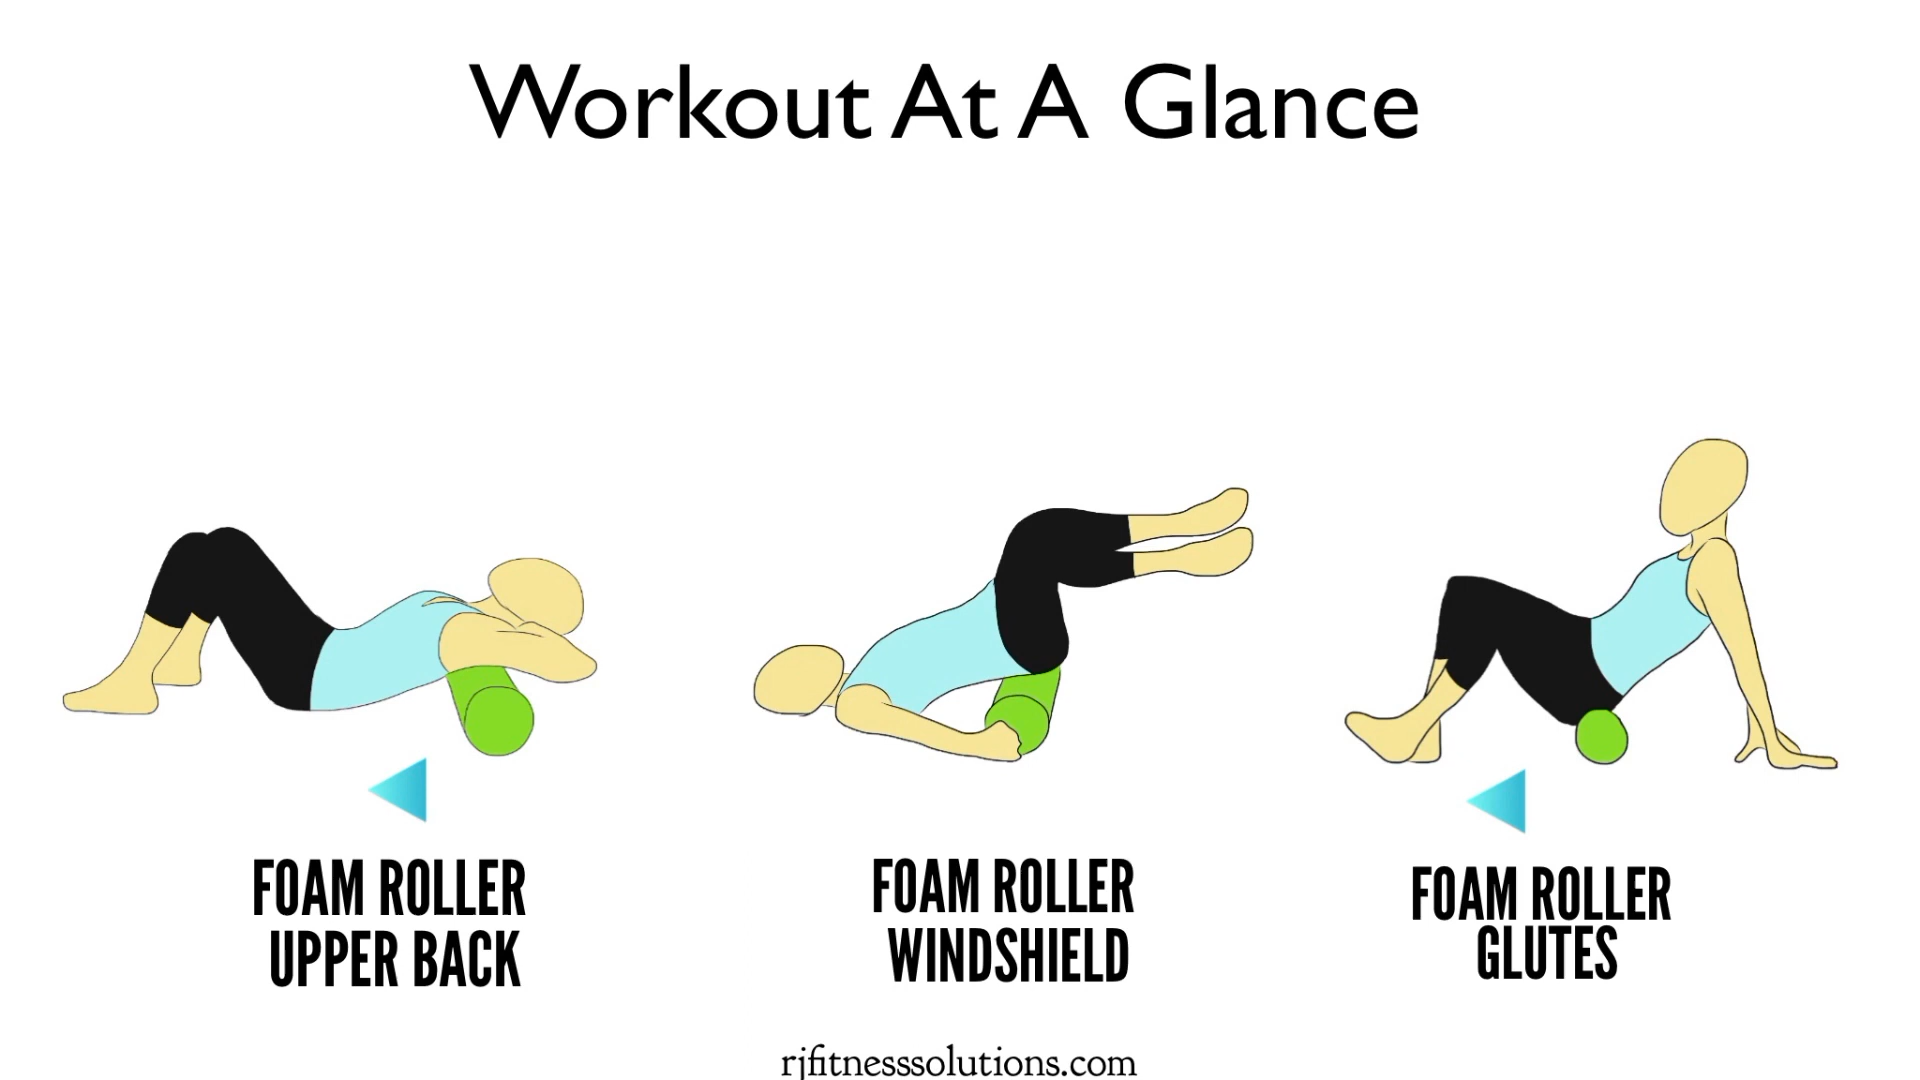 Workout At A Glance
FOAM ROLLER
UPPER BACK
FOAM ROLLER
WINDSHIELD
FOAM ROLLER
GLUTES
rjfitnesssolutions.com